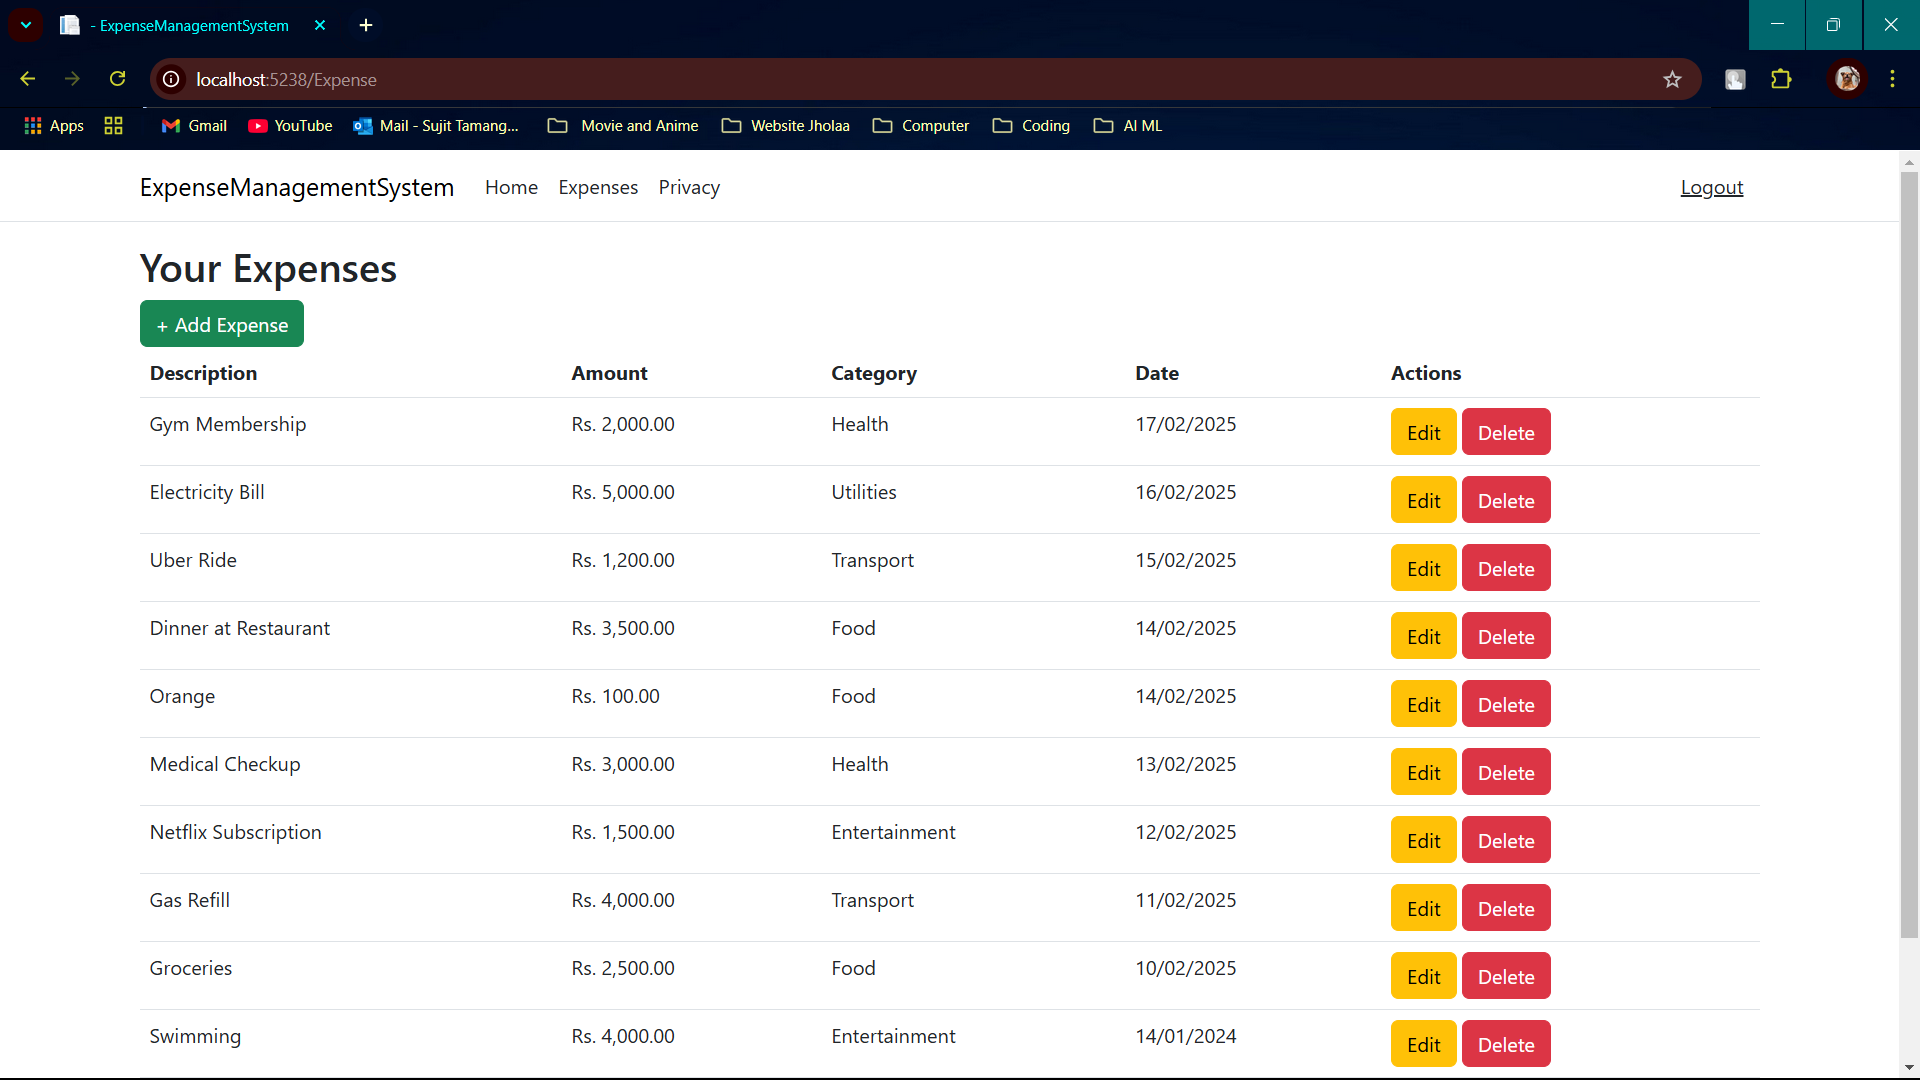 - ExpenseManagementSystem
localhost:5238/Expense
Apps Gmail YouTube Mail - Sujit Tamang... Movie and Anime Website Jholaa Computer Coding AI ML
ExpenseManagementSystem Home Expenses Privacy Logout
Your Expenses
+ Add Expense
Description Amount Category Date Actions
Gym Membership Rs. 2,000.00 Health 17/02/2025 Edit Delete
Electricity Bill Rs. 5,000.00 Utilities 16/02/2025 Edit Delete
Uber Ride Rs. 1,200.00 Transport 15/02/2025 Edit Delete
Dinner at Restaurant Rs. 3,500.00 Food 14/02/2025 Edit Delete
Orange Rs. 100.00 Food 14/02/2025 Edit Delete
Medical Checkup Rs. 3,000.00 Health 13/02/2025 Edit Delete
Netflix Subscription Rs. 1,500.00 Entertainment 12/02/2025 Edit Delete
Gas Refill Rs. 4,000.00 Transport 11/02/2025 Edit Delete
Groceries Rs. 2,500.00 Food 10/02/2025 Edit Delete
Swimming Rs. 4,000.00 Entertainment 14/01/2024 Edit Delete